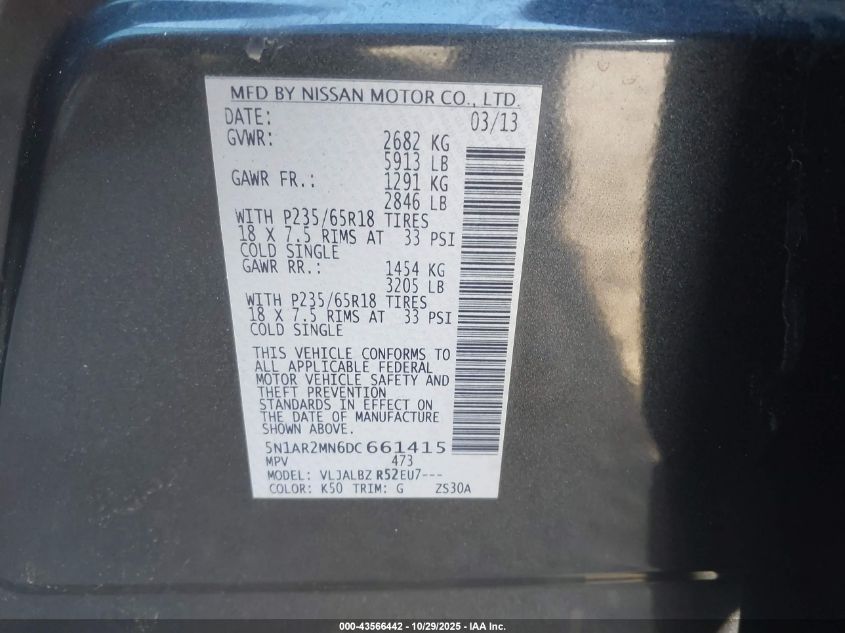 MFD BY NISSAN MOTOR CO., LTD.
DATE: 03/13
GVWR: 2682 KG
5913 LB
GAWR FR.: 1291 KG
2846 LB
WITH P235/65R18 TIRES
18 X 7.5 RIMS AT 33 PSI
COLD SINGLE
GAWR RR.: 1454 KG
3205 LB
WITH P235/65R18 TIRES
18 X 7.5 RIMS AT 33 PSI
COLD SINGLE
THIS VEHICLE CONFORMS TO
ALL APPLICABLE FEDERAL
MOTOR VEHICLE SAFETY AND
THEFT PREVENTION
STANDARDS IN EFFECT ON
THE DATE OF MANUFACTURE
SHOWN ABOVE.
5N1AR2MN6DC661415
MPV 473
MODEL: VLJALBZ R52EU7---
COLOR: K50 TRIM: G ZS30A
000-43566442 - 10/29/2025 - IAA Inc.